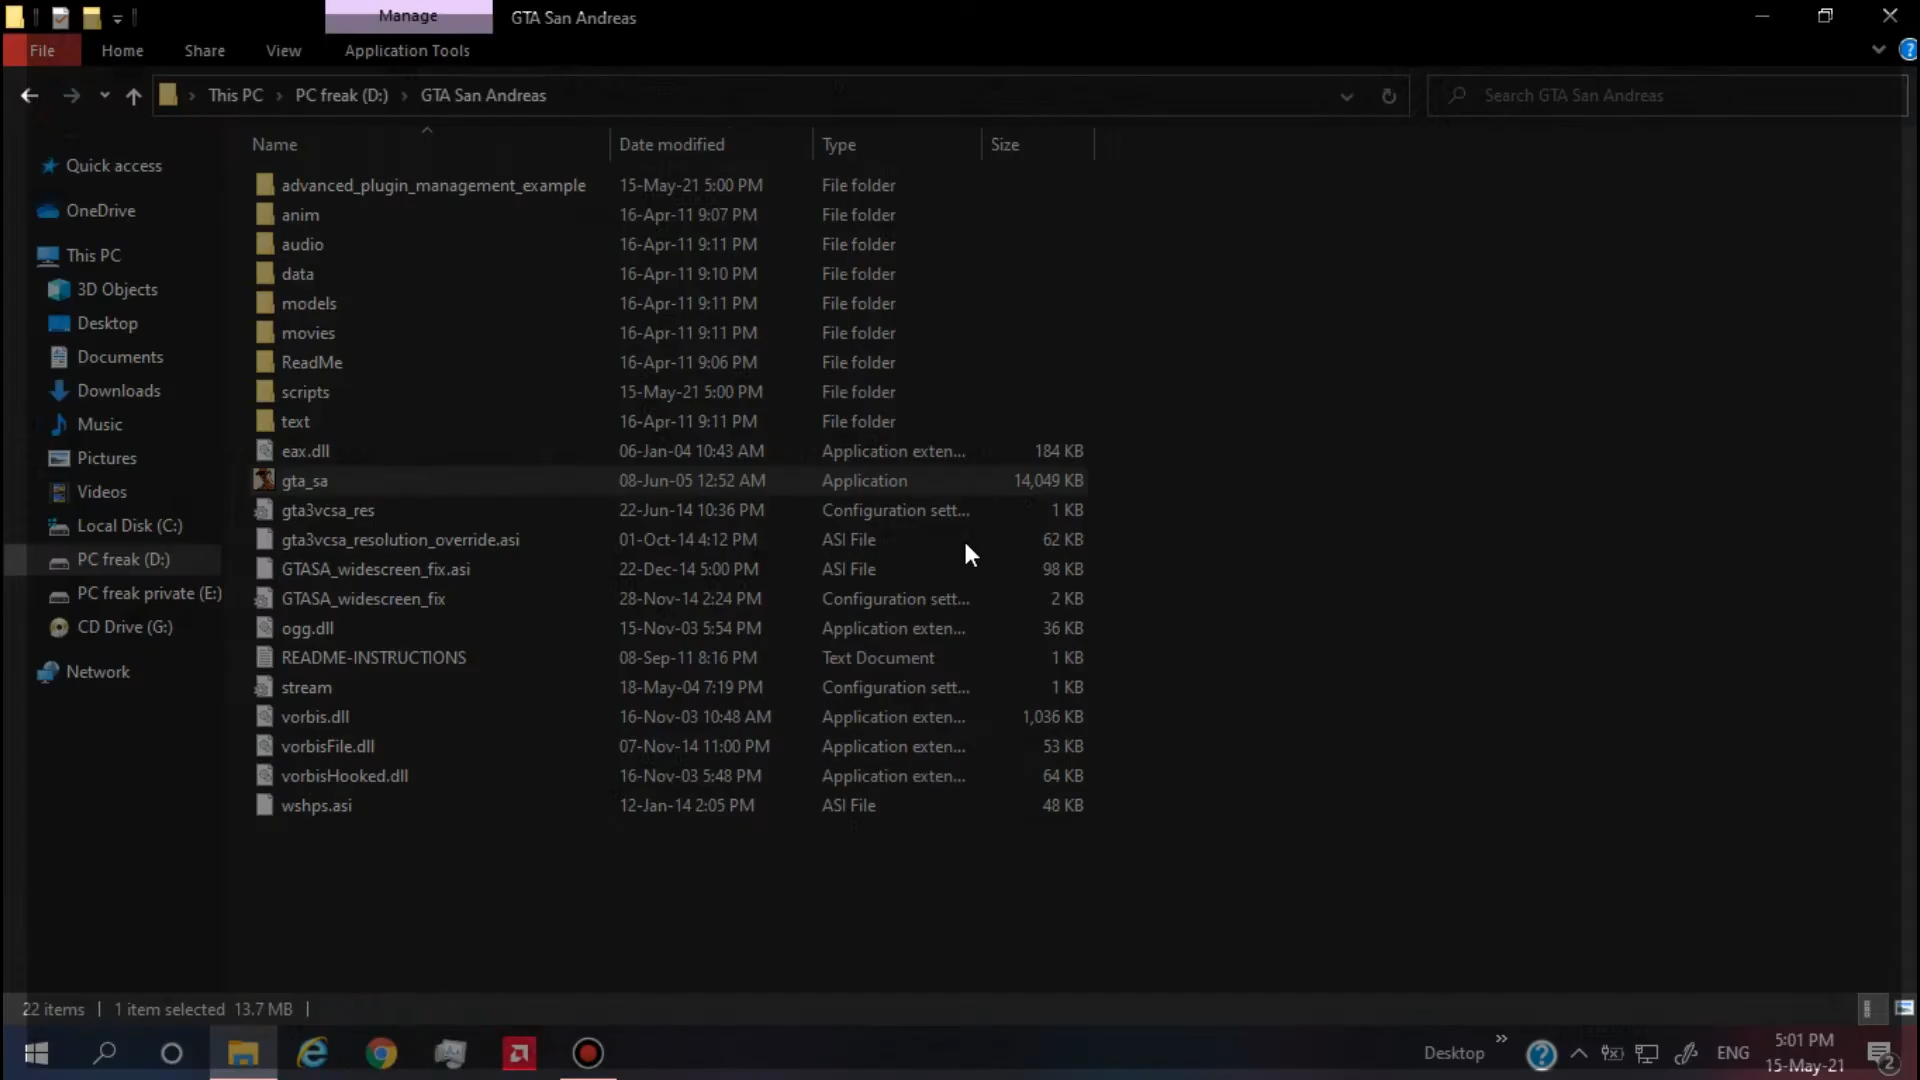 Manage
GTA San Andreas
File
Home
Share
View
Application Tools
This PC
PC freak (D:)
GTA San Andreas
Search GTA San Andreas
Name
Date modified
Type
Size
Quick access
OneDrive
This PC
3D Objects
Desktop
Documents
Downloads
Music
Pictures
Videos
Local Disk (C:)
PC freak (D:)
PC freak private (E:)
CD Drive (G:)
Network
advanced_plugin_management_example 15-May-21 5:00 PM File folder
anim 16-Apr-11 9:07 PM File folder
audio 16-Apr-11 9:11 PM File folder
data 16-Apr-11 9:10 PM File folder
models 16-Apr-11 9:11 PM File folder
movies 16-Apr-11 9:11 PM File folder
ReadMe 16-Apr-11 9:06 PM File folder
scripts 15-May-21 5:00 PM File folder
text 16-Apr-11 9:11 PM File folder
eax.dll 06-Jan-04 10:43 AM Application exten... 184 KB
gta_sa 08-Jun-05 12:52 AM Application 14,049 KB
gta3vcsa_res 22-Jun-14 10:36 PM Configuration sett... 1 KB
gta3vcsa_resolution_override.asi 01-Oct-14 4:12 PM ASI File 62 KB
GTASA_widescreen_fix.asi 22-Dec-14 5:00 PM ASI File 98 KB
GTASA_widescreen_fix 28-Nov-14 2:24 PM Configuration sett... 2 KB
ogg.dll 15-Nov-03 5:54 PM Application exten... 36 KB
README-INSTRUCTIONS 08-Sep-11 8:16 PM Text Document 1 KB
stream 18-May-04 7:19 PM Configuration sett... 1 KB
vorbis.dll 16-Nov-03 10:48 AM Application exten... 1,036 KB
vorbisFile.dll 07-Nov-14 11:00 PM Application exten... 53 KB
vorbisHooked.dll 16-Nov-03 5:48 PM Application exten... 64 KB
wshps.asi 12-Jan-14 2:05 PM ASI File 48 KB
22 items
1 item selected 13.7 MB
Desktop
ENG
5:01 PM
15-May-21
2